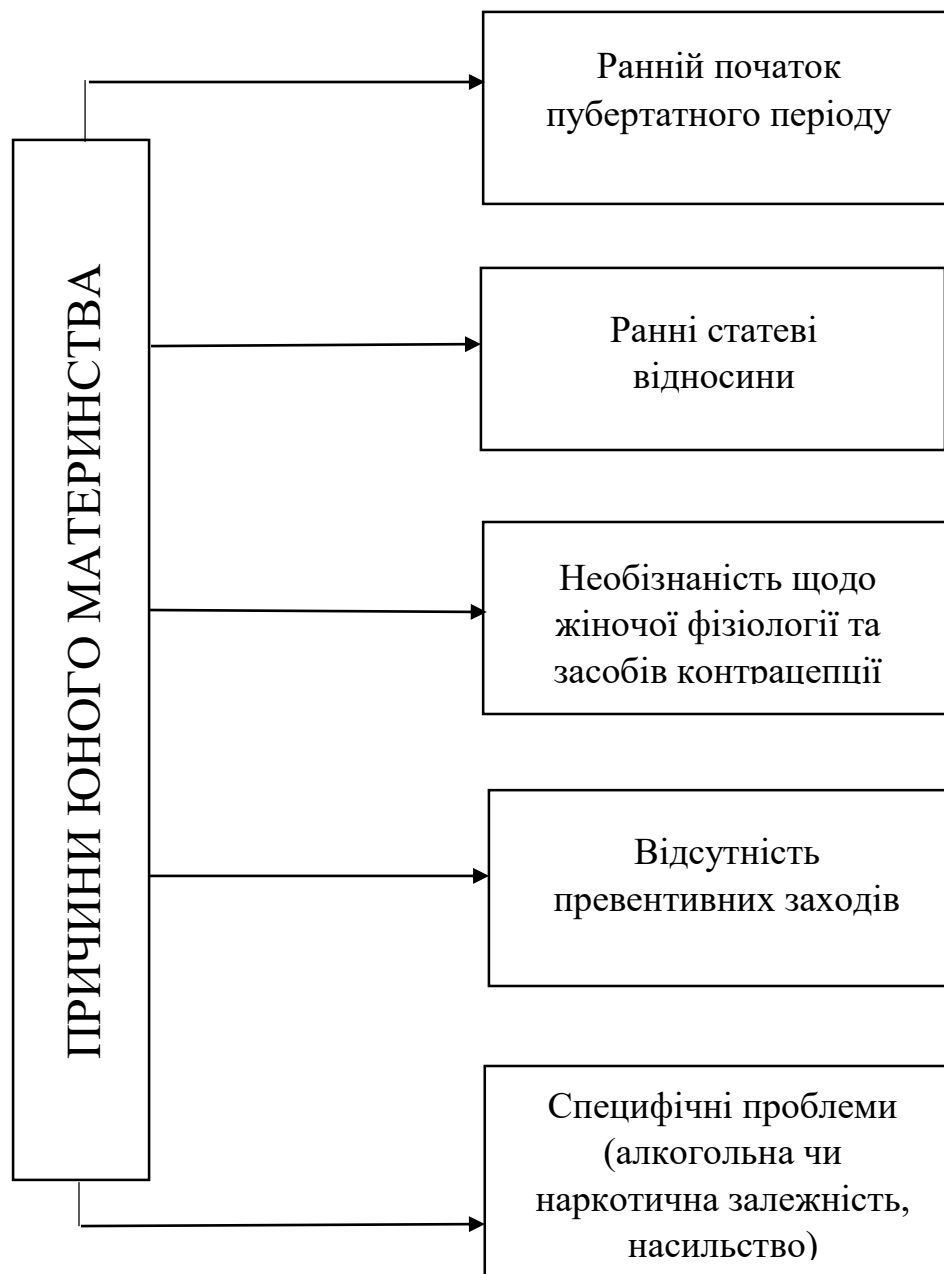 ПРИЧИНИ ЮНОГО МАТЕРИНСТВА
Ранній початок
пубертатного періоду
Ранні статеві
відносини
Необізнаність щодо
жіночої фізіології та
засобів контрацепції
Відсутність
превентивних заходів
Специфічні проблеми
(алкогольна чи
наркотична залежність,
насильство)